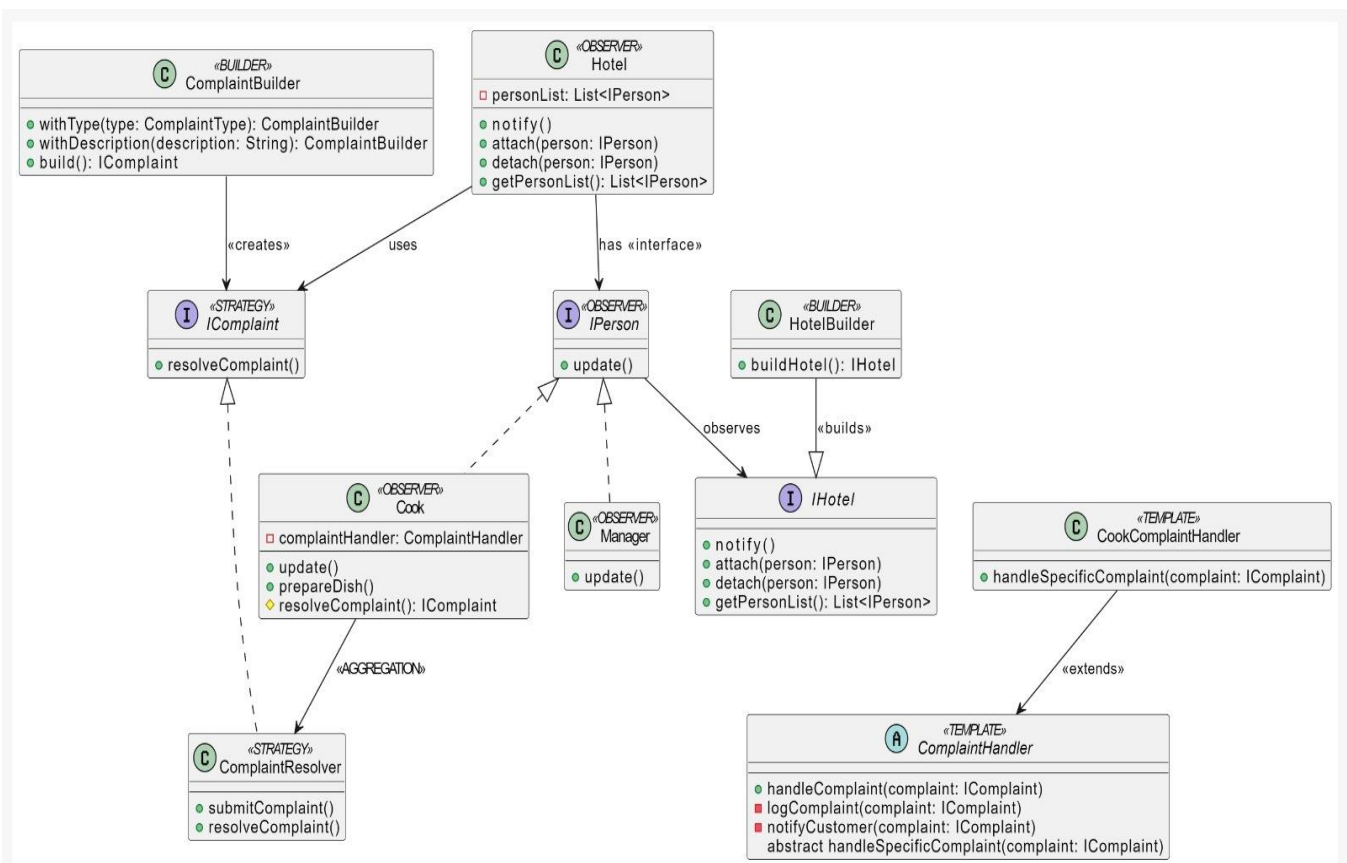 C
«BUILDER»
ComplaintBuilder
withType(type: ComplaintType): ComplaintBuilder
withDescription(description: String): ComplaintBuilder
build(): IComplaint
C
«OBSERVER»
Hotel
personList: List<IPerson>
notify()
attach(person: IPerson)
detach(person: IPerson)
getPersonList(): List<IPerson>
«creates»
uses
has «interface»
I
«STRATEGY»
IComplaint
resolveComplaint()
I
«OBSERVER»
IPerson
update()
C
«BUILDER»
HotelBuilder
buildHotel(): IHotel
observes
«builds»
C
«OBSERVER»
Cook
complaintHandler: ComplaintHandler
update()
prepareDish()
resolveComplaint(): IComplaint
C
«OBSERVER»
Manager
update()
I
IHotel
notify()
attach(person: IPerson)
detach(person: IPerson)
getPersonList(): List<IPerson>
C
«TEMPLATE»
CookComplaintHandler
handleSpecificComplaint(complaint: IComplaint)
«AGGREGATION»
«extends»
C
«STRATEGY»
ComplaintResolver
submitComplaint()
resolveComplaint()
A
«TEMPLATE»
ComplaintHandler
handleComplaint(complaint: IComplaint)
logComplaint(complaint: IComplaint)
notifyCustomer(complaint: IComplaint)
abstract handleSpecificComplaint(complaint: IComplaint)